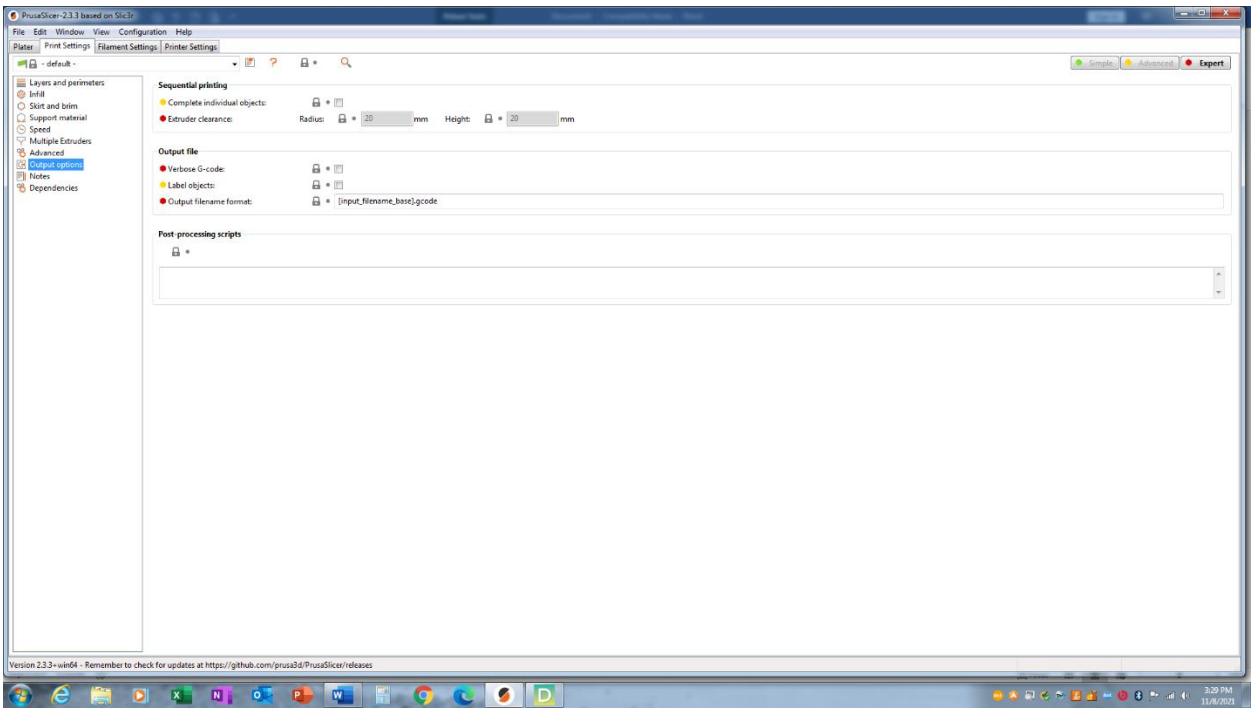 PrusaSlicer-2.3.3 based on Slic3r
File Edit Window View Configuration Help
Plater Print Settings Filament Settings Printer Settings
- default - ? Simple Advanced Expert
Layers and perimeters
Infill
Skirt and brim
Support material
Speed
Multiple Extruders
Advanced
Output options
Notes
Dependencies
Sequential printing
Complete individual objects:
Extruder clearance: Radius: 20 mm Height: 20 mm
Output file
Verbose G-code:
Label objects:
Output filename format: [input_filename_base].gcode
Post-processing scripts
Version 2.3.3+win64 - Remember to check for updates at https://github.com/prusa3d/PrusaSlicer/releases
3:29 PM
11/8/2021